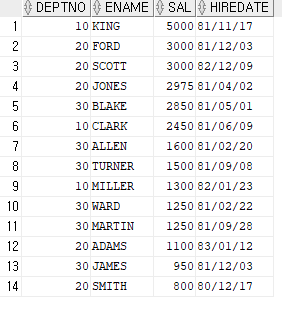 DEPTNO ENAME SAL HIREDATE
1 10 KING 5000 81/11/17
2 20 FORD 3000 81/12/03
3 20 SCOTT 3000 82/12/09
4 20 JONES 2975 81/04/02
5 30 BLAKE 2850 81/05/01
6 10 CLARK 2450 81/06/09
7 30 ALLEN 1600 81/02/20
8 30 TURNER 1500 81/09/08
9 10 MILLER 1300 82/01/23
10 30 WARD 1250 81/02/22
11 30 MARTIN 1250 81/09/28
12 20 ADAMS 1100 83/01/12
13 30 JAMES 950 81/12/03
14 20 SMITH 800 80/12/17